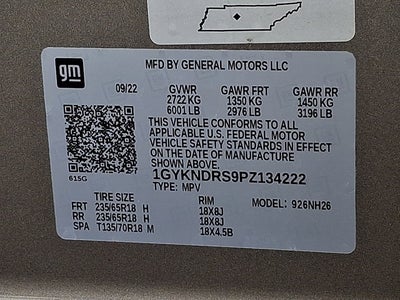 gm
MFD BY GENERAL MOTORS LLC
09/22 GVWR GAWR FRT GAWR RR
2722 KG 1350 KG 1450 KG
6001 LB 2976 LB 3196 LB
THIS VEHICLE CONFORMS TO ALL
APPLICABLE U.S. FEDERAL MOTOR
VEHICLE SAFETY STANDARDS IN EFFECT
ON THE DATE OF MANUFACTURE
SHOWN ABOVE.
615G
1GYKNDRS9PZ134222
TYPE: MPV
TIRE SIZE RIM MODEL: 926NH26
FRT 235/65R18 H 18X8J
RR 235/65R18 H 18X8J
SPA T135/70R18 M 18X4.5B